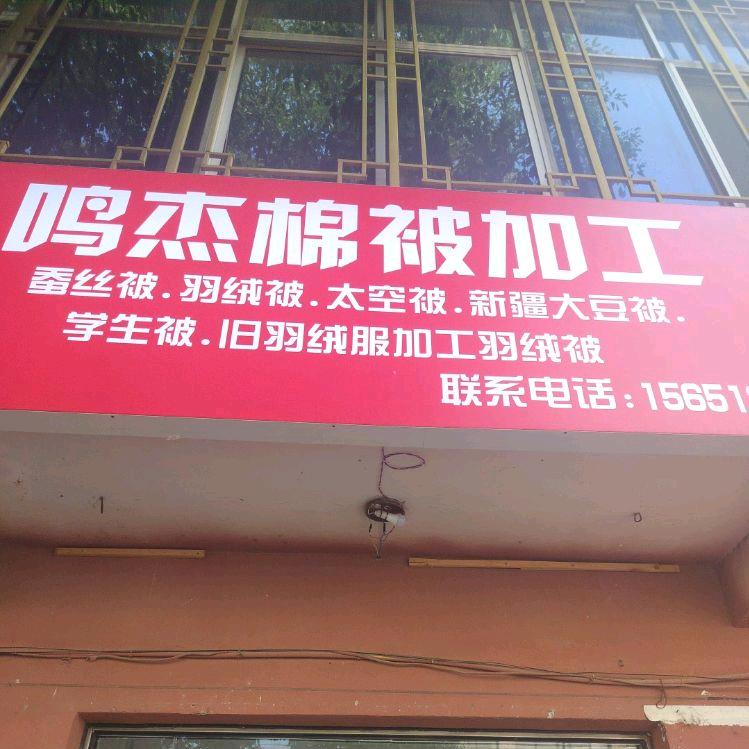 鸣杰棉被加工
蚕丝被.羽绒被.太空被.新疆大豆被.
学生被.旧羽绒服加工羽绒被
联系电话:15651